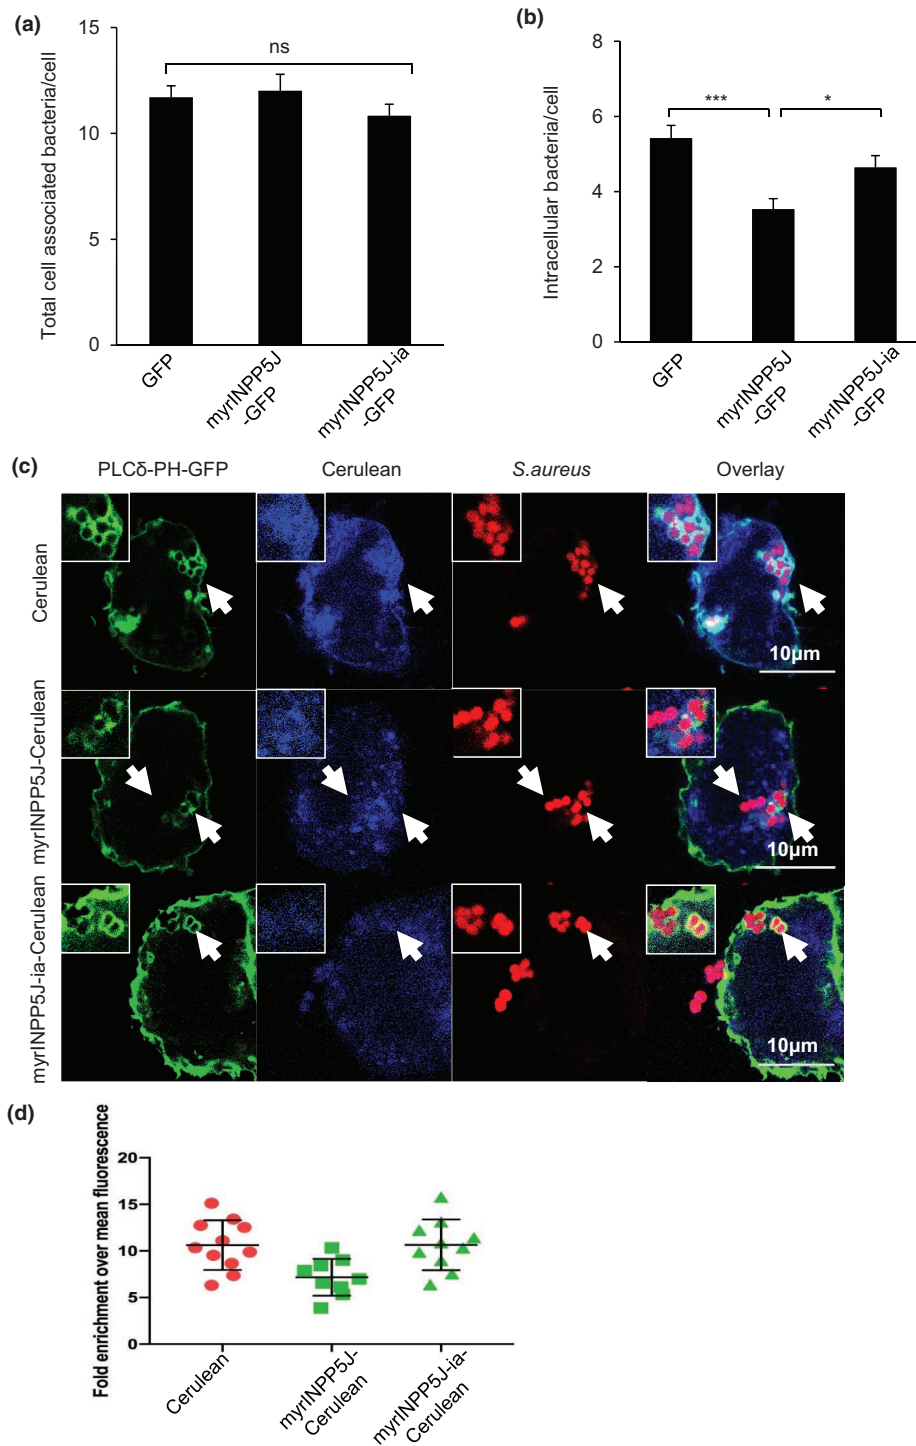 (a)
Total cell associated bacteria/cell
15
10
5
0
ns
GFP
myrINPP5J
-GFP
myrINPP5J-ia
-GFP
(b)
Intracellular bacteria/cell
8
6
4
2
0
***
*
GFP
myrINPP5J
-GFP
myrINPP5J-ia
-GFP
(c)
PLCδ-PH-GFP
Cerulean
S.aureus
Overlay
Cerulean
10µm
myrINPP5J-Cerulean
10µm
myrINPP5J-ia-Cerulean
10µm
(d)
Fold enrichment over mean fluorescence
20
15
10
5
0
Cerulean
myrINPP5J-
Cerulean
myrINPP5J-ia-
Cerulean